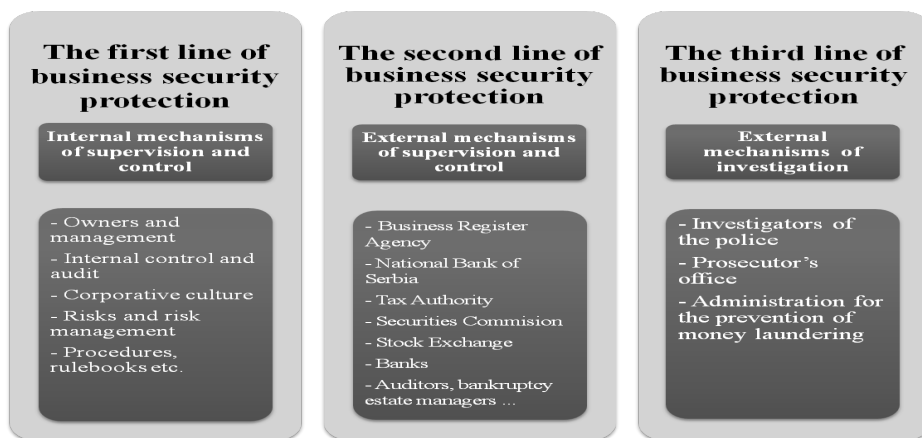 The first line of
business security
protection
Internal mechanisms
of supervision and
control
- Owners and
management
- Internal control and
audit
- Corporative culture
- Risks and risk
management
- Procedures,
rulebooks etc.
The second line of
business security
protection
External mechanisms
of supervision and
control
- Business Register
Agency
- National Bank of
Serbia
- Tax Authority
- Securities Commision
- Stock Exchange
- Banks
- Auditors, bankruptcy
estate managers ...
The third line of
business security
protection
External
mechanisms of
investigation
- Investigators of
the police
- Prosecutor's
office
- Administration for
the prevention of
money laundering